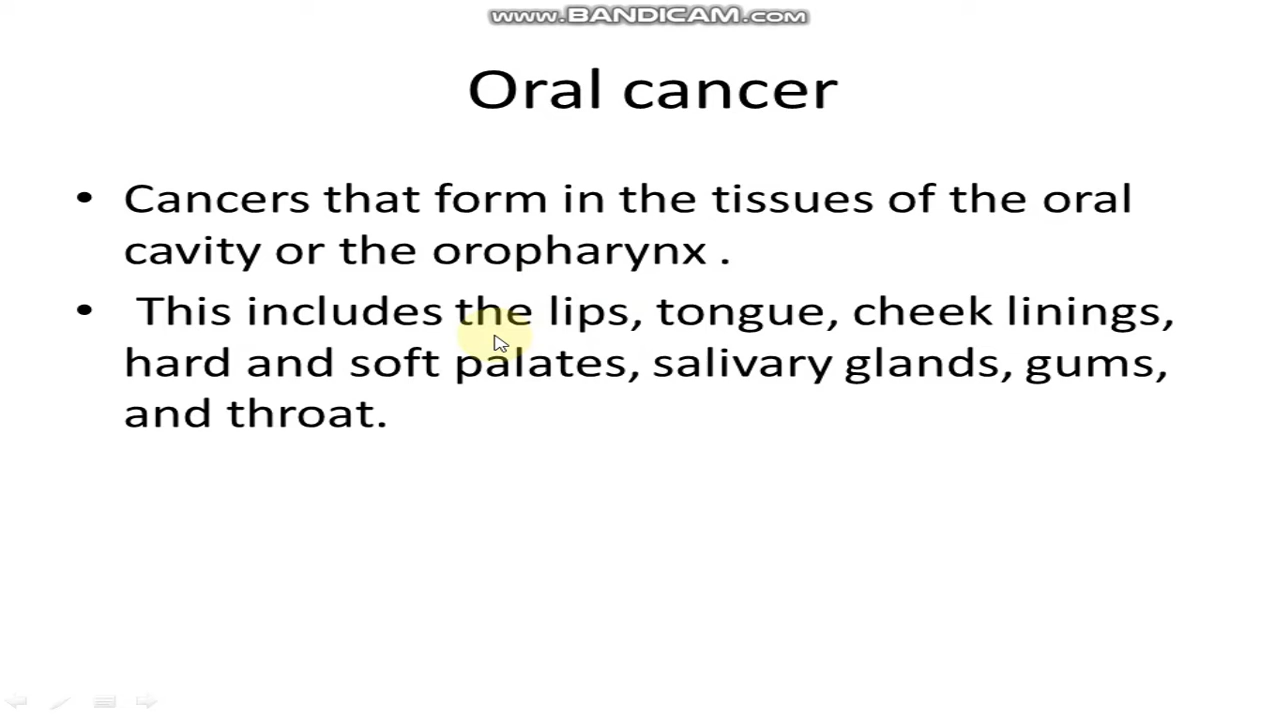 www.BANDICAM.com
Oral cancer
• Cancers that form in the tissues of the oral
cavity or the oropharynx .
• This includes the lips, tongue, cheek linings,
hard and soft palates, salivary glands, gums,
and throat.